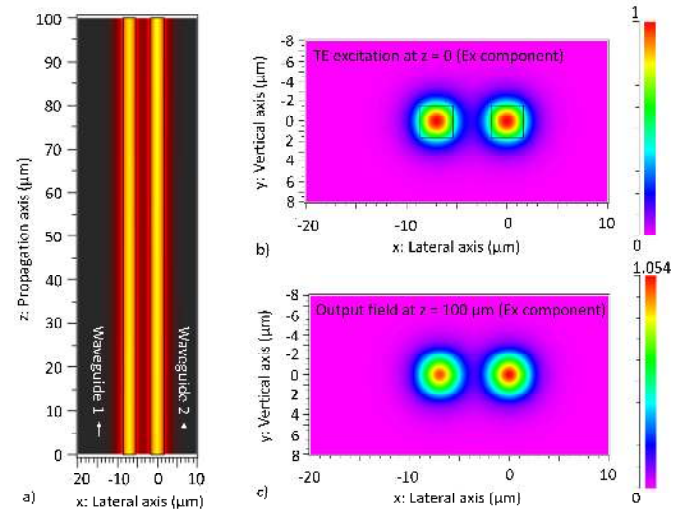 100
90
80
70
60
50
40
30
20
10
0
z: Propagation axis (μm)
Waveguide 1
Waveguide 2
-20 -10 0 10
x: Lateral axis (μm)
a)
TE excitation at z = 0 (Ex component)
-8
-6
-4
-2
0
2
4
6
8
y: Vertical axis (μm)
-20 -10 0 10
x: Lateral axis (μm)
b)
1
0
Output field at z = 100 μm (Ex component)
-8
-6
-4
-2
0
2
4
6
8
y: Vertical axis (μm)
-20 -10 0 10
x: Lateral axis (μm)
c)
1.054
0